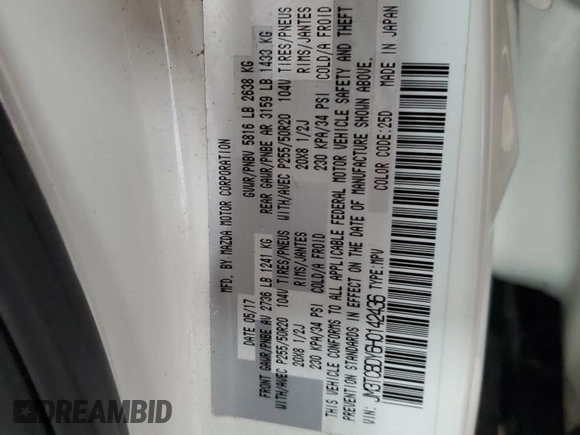 MFD. BY MAZDA MOTOR CORPORATION
DATE 05/17 GVWR/PNBV 5816 LB 2638 KG
FRONT GAWR/PNBE AV 2736 LB 1241 KG REAR GAWR/PNBE AR 3159 LB 1433 KG
WITH/AVEC P255/50R20 104V TIRES/PNEUS WITH/AVEC P255/50R20 104V TIRES/PNEUS
20X8 1/2J RIMS/JANTES 20X8 1/2J RIMS/JANTES
230 KPA/34 PSI COLD/A FROID 230 KPA/34 PSI COLD/A FROID
THIS VEHICLE CONFORMS TO ALL APPLICABLE FEDERAL MOTOR VEHICLE SAFETY AND THEFT
PREVENTION STANDARDS IN EFFECT ON THE DATE OF MANUFACTURE SHOWN ABOVE.
VIN: JM3TCBDY6H0142436 TYPE: MPV COLOR CODE: 25D MADE IN JAPAN
DREAMBID